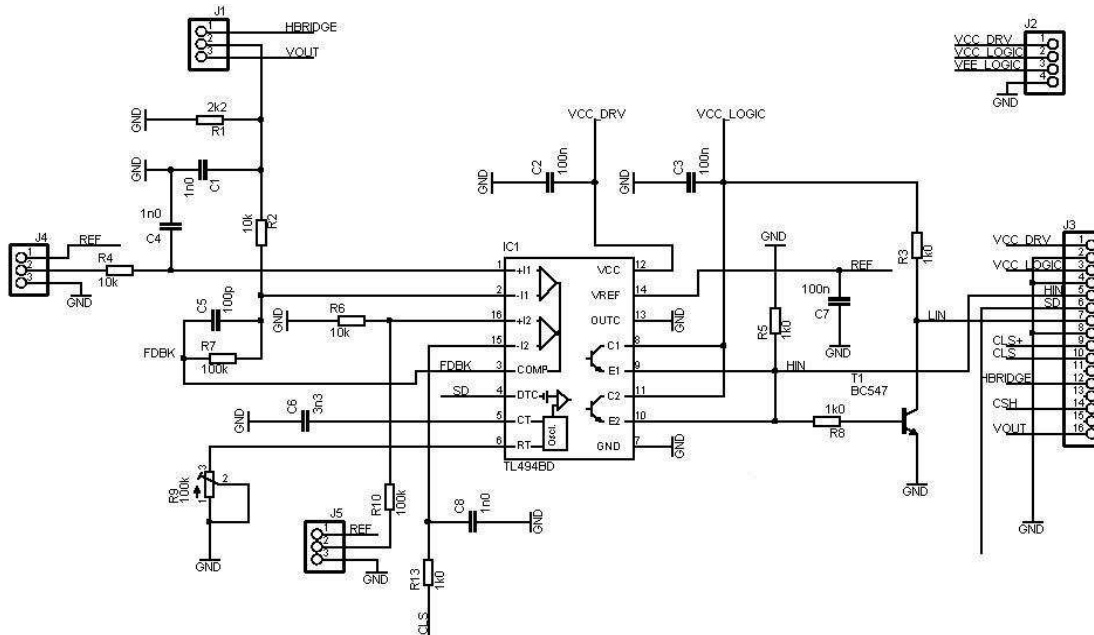 J1
1 HBRIDGE
2
3 VOUT
J2
VCC_DRV 1
VCC_LOGIC 2
VEE_LOGIC 3
4
GND
GND 2k2
R1
GND 1n0 C1
1n0
C4
10k R2
VCC_DRV
VCC_LOGIC
GND C2 100n
GND C3 100n
J4
REF
1
2
3
R4
10k
GND
IC1
1 +I1 VCC 12
2 -I1 VREF 14
16 +I2 OUTC 13 GND
15 -I2 C1 8
FDBK 3 COMP E1 9
SD 4 DTC C2 11
5 CT E2 10
6 RT Oscl. GND 7 GND
TL494BD
C5 100p
GND R6
10k
R7
100k
FDBK
GND C6 3n3
R9 100k
3
2
1
GND
R10 100k
J5
1 REF
2
3
GND
C8 1n0 GND
R13 1k0
CLS
GND
R5 1k0
REF
100n
C7
GND
HIN
1k0
R8
T1
BC547
GND
R3 1k0
LIN
J3
VCC_DRV 1
2
VCC_LOGIC 3
4
HIN 5
SD 6
7
8
CLS+ 9
CLS 10
11
HBRIDGE 12
13
CSH 14
15
VOUT 16
GND